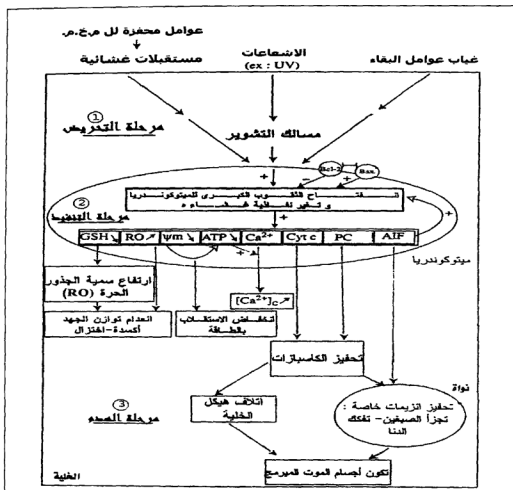 عوامل محفزة لل م.خ.م.
مستقبلات غشائية
الاشعاعات
(ex : UV)
غياب عوامل البقاء
①
مرحلة التحريض
مسالك التشوير
+
Bcl-2
Bax
−
+
الكبرى للميتوكوندريا
②
مرحلة التنفيذ
+
+
GSH↘ RO↗ ψm↘ ATP↘ Ca²⁺ Cyt c PC AIF
+
ميتوكوندريا
ارتفاع سمية الجذور
الحرة (RO)
انعدام توازن الجهد
أكسدة-اختزال
انخفاض الاستقلاب
بالطاقة
[Ca²⁺]c↗
تحفيز الكاسبازات
نواة
③
مرحلة الهدم
اتلاف هيكل
الخلية
تحفيز انزيمات خاصة :
تجزأ الصبغين- تفكك
الدنا
تكون أجسام الموت المبرمج
الخلية